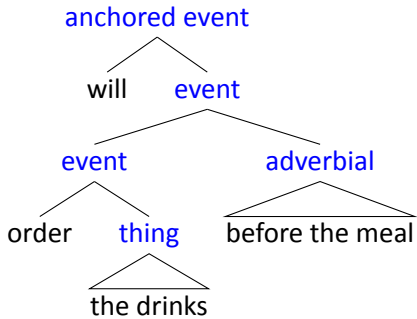 anchored event
will event
event adverbial
order thing before the meal
the drinks